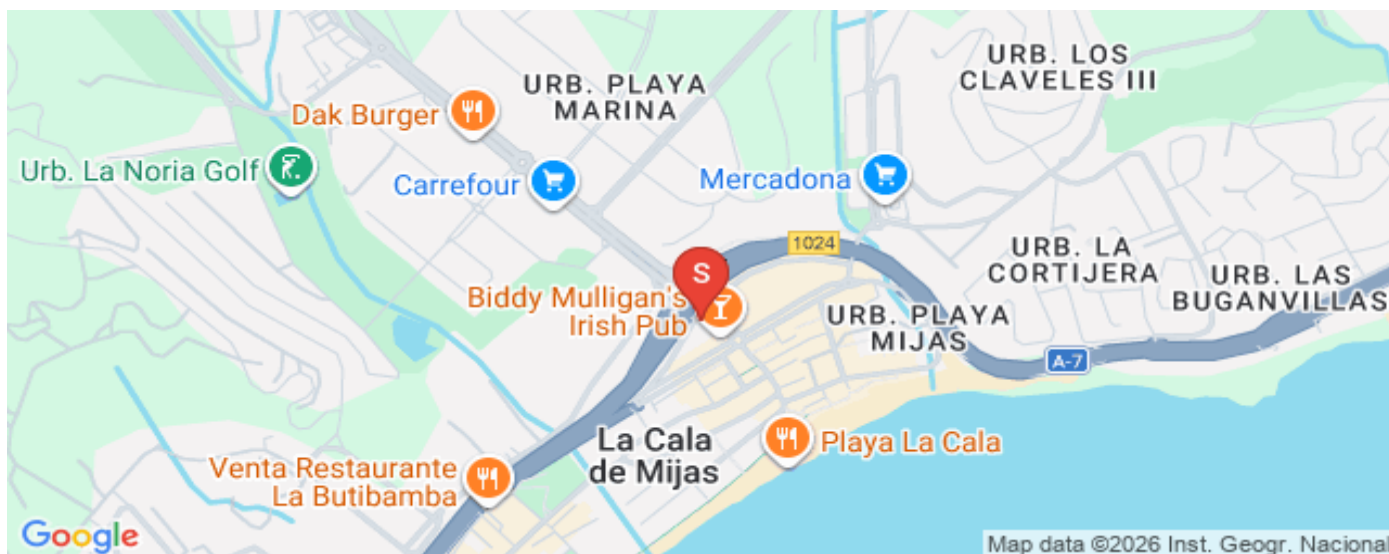 URB. LOS
CLAVELES III
URB. PLAYA
MARINA
Dak Burger
Urb. La Noria Golf
Carrefour
Mercadona
1024
S
URB. LA
CORTIJERA
URB. LAS
BUGANVILLAS
Biddy Mulligan's
Irish Pub
URB. PLAYA
MIJAS
A-7
La Cala
de Mijas
Playa La Cala
Venta Restaurante
La Butibamba
Google
Map data ©2026 Inst. Geogr. Nacional